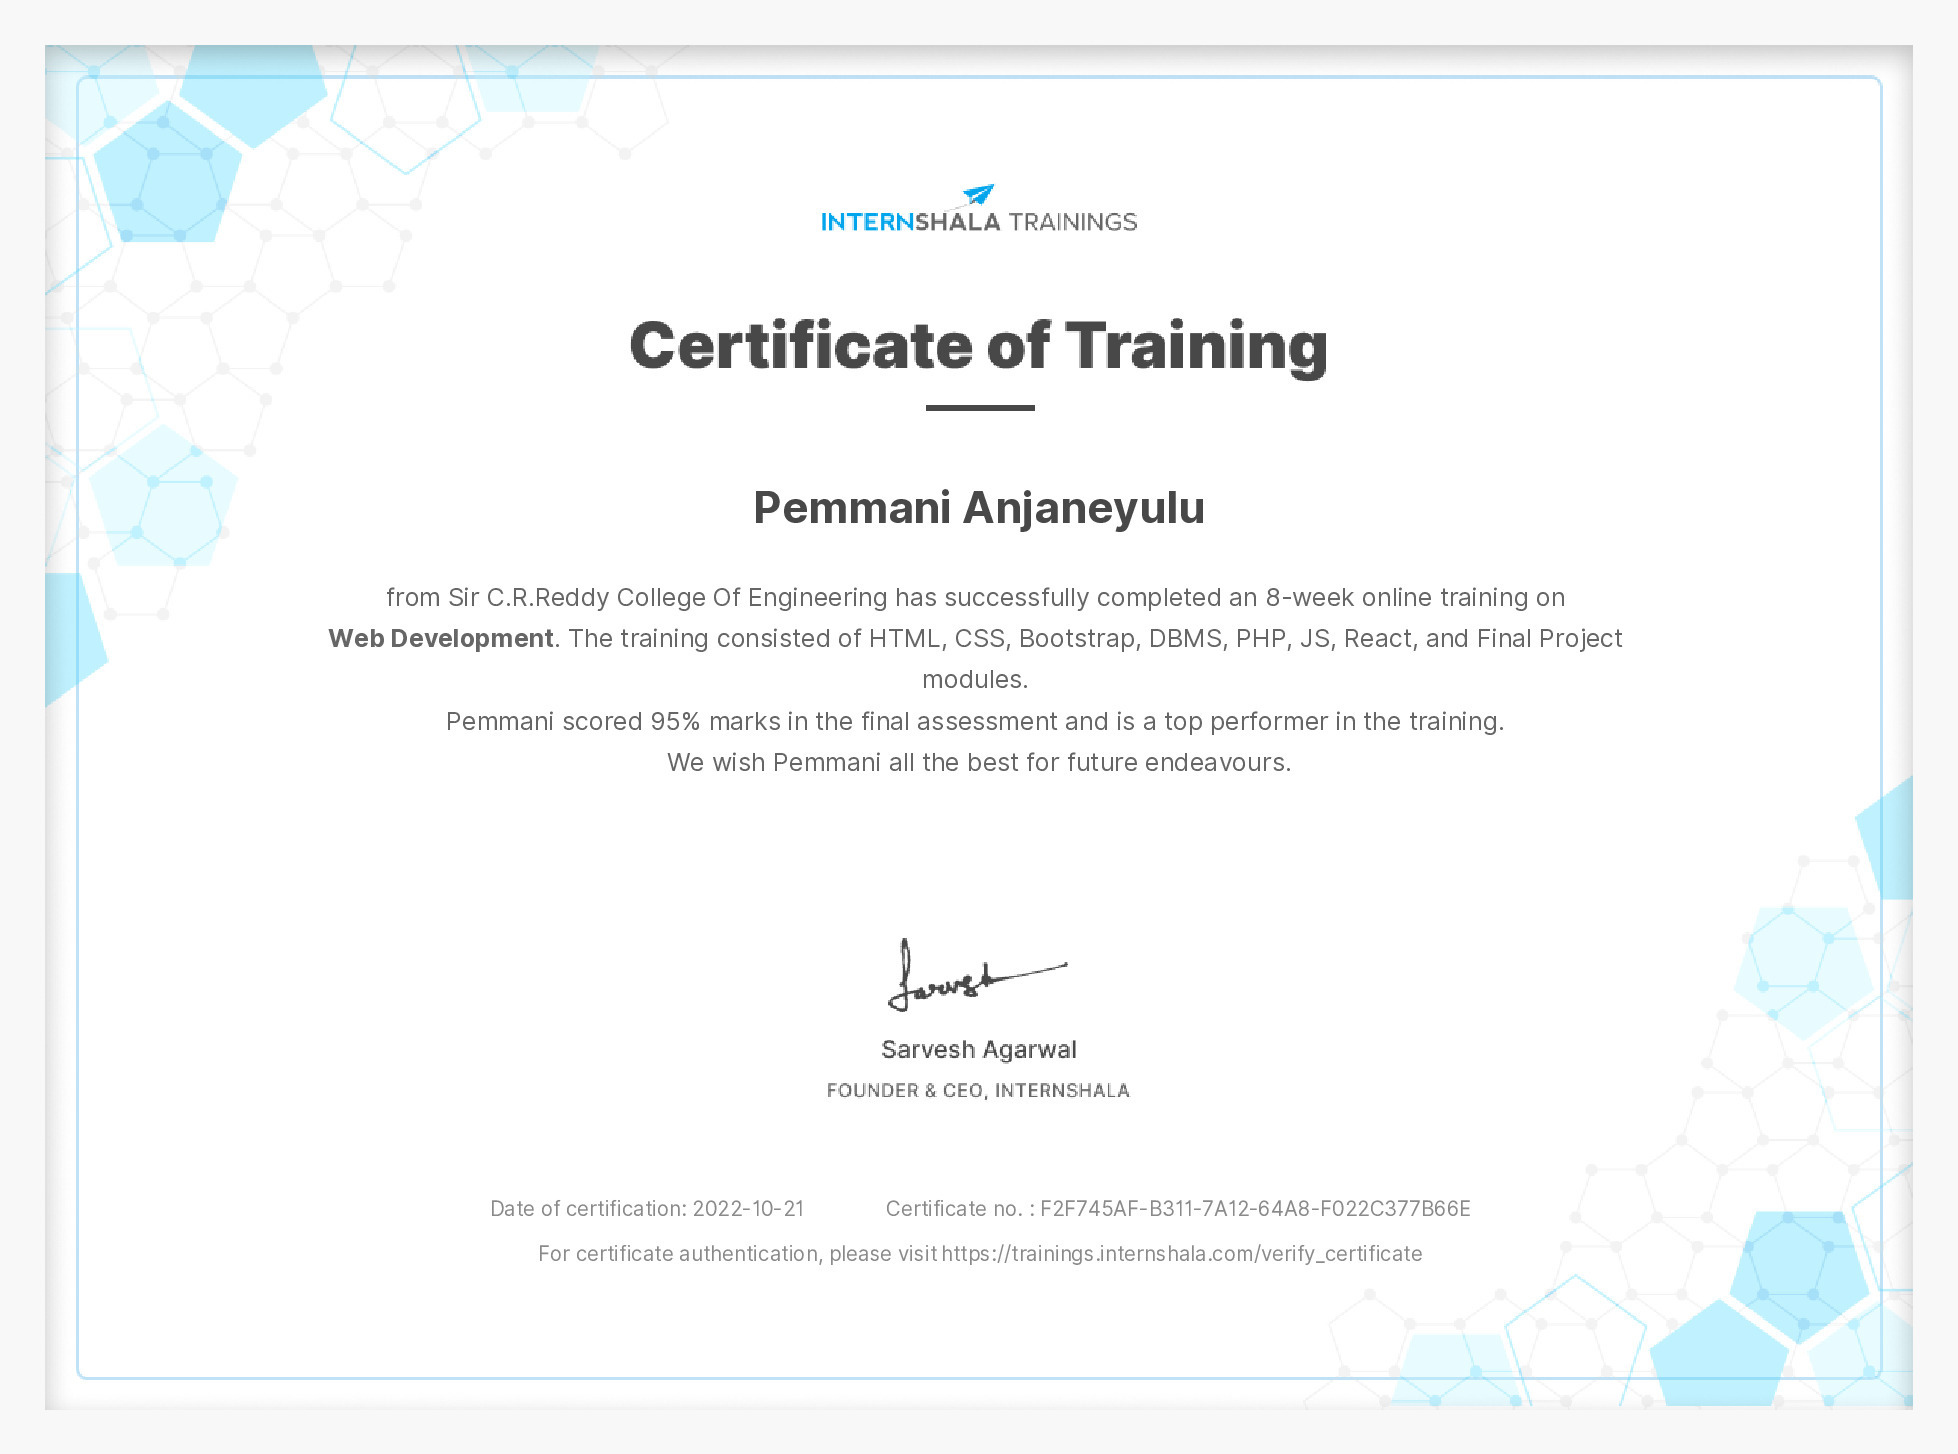 INTERNSHALA TRAININGS
Certificate of Training
Pemmani Anjaneyulu
from Sir C.R.Reddy College Of Engineering has successfully completed an 8-week online training on
Web Development. The training consisted of HTML, CSS, Bootstrap, DBMS, PHP, JS, React, and Final Project
modules.
Pemmani scored 95% marks in the final assessment and is a top performer in the training.
We wish Pemmani all the best for future endeavours.
Sarvesh
Sarvesh Agarwal
FOUNDER & CEO, INTERNSHALA
Date of certification: 2022-10-21 Certificate no. : F2F745AF-B311-7A12-64A8-F022C377B66E
For certificate authentication, please visit https://trainings.internshala.com/verify_certificate